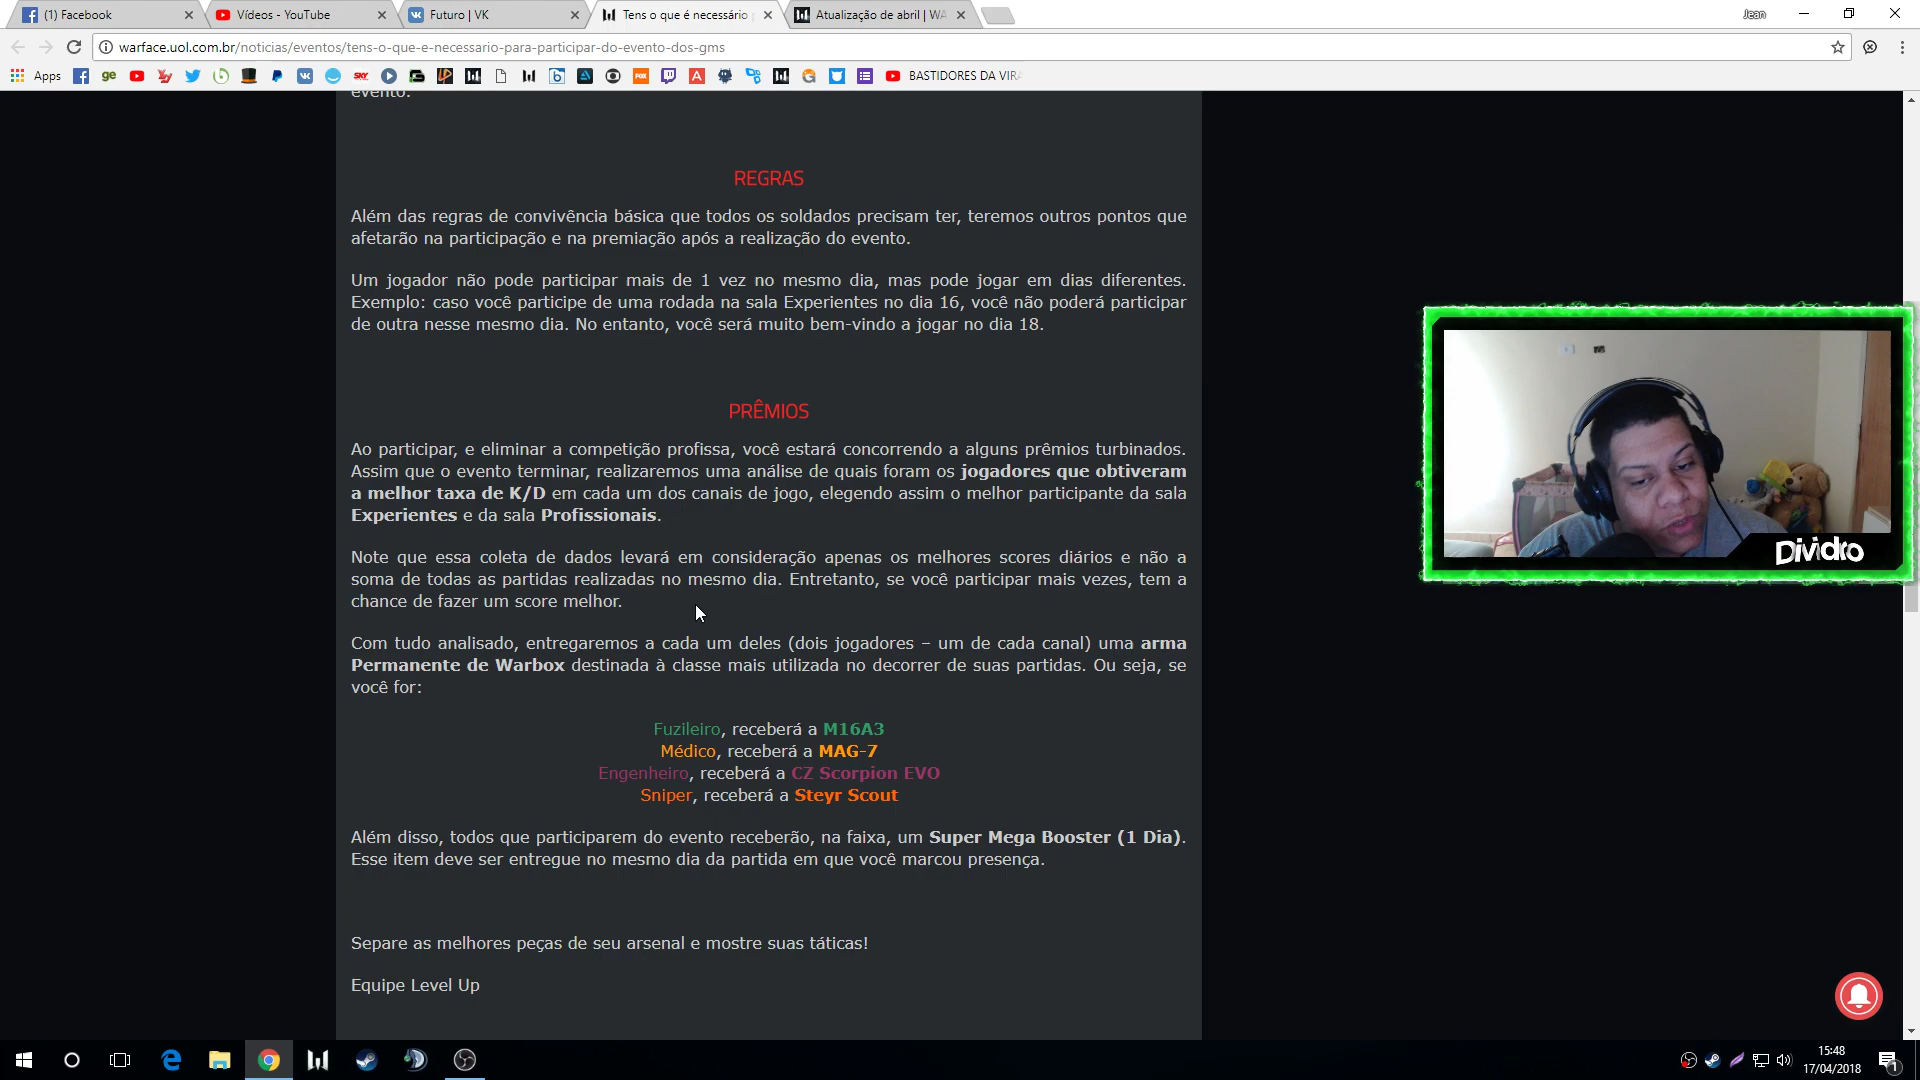 (1) Facebook
Vídeos - YouTube
Futuro | VK
Tens o que é necessário
Atualização de abril | WA
Jean
warface.uol.com.br/noticias/eventos/tens-o-que-e-necessario-para-participar-do-evento-dos-gms
Apps
BASTIDORES DA VIRA
evento.
REGRAS
Além das regras de convivência básica que todos os soldados precisam ter, teremos outros pontos que
afetarão na participação e na premiação após a realização do evento.
Um jogador não pode participar mais de 1 vez no mesmo dia, mas pode jogar em dias diferentes.
Exemplo: caso você participe de uma rodada na sala Experientes no dia 16, você não poderá participar
de outra nesse mesmo dia. No entanto, você será muito bem-vindo a jogar no dia 18.
PRÊMIOS
Ao participar, e eliminar a competição profissa, você estará concorrendo a alguns prêmios turbinados.
Assim que o evento terminar, realizaremos uma análise de quais foram os jogadores que obtiveram
a melhor taxa de K/D em cada um dos canais de jogo, elegendo assim o melhor participante da sala
Experientes e da sala Profissionais.
Note que essa coleta de dados levará em consideração apenas os melhores scores diários e não a
soma de todas as partidas realizadas no mesmo dia. Entretanto, se você participar mais vezes, tem a
chance de fazer um score melhor.
Com tudo analisado, entregaremos a cada um deles (dois jogadores – um de cada canal) uma arma
Permanente de Warbox destinada à classe mais utilizada no decorrer de suas partidas. Ou seja, se
você for:
Fuzileiro, receberá a M16A3
Médico, receberá a MAG-7
Engenheiro, receberá a CZ Scorpion EVO
Sniper, receberá a Steyr Scout
Além disso, todos que participarem do evento receberão, na faixa, um Super Mega Booster (1 Dia).
Esse item deve ser entregue no mesmo dia da partida em que você marcou presença.
Separe as melhores peças de seu arsenal e mostre suas táticas!
Equipe Level Up
Dividro
15:48
17/04/2018
1